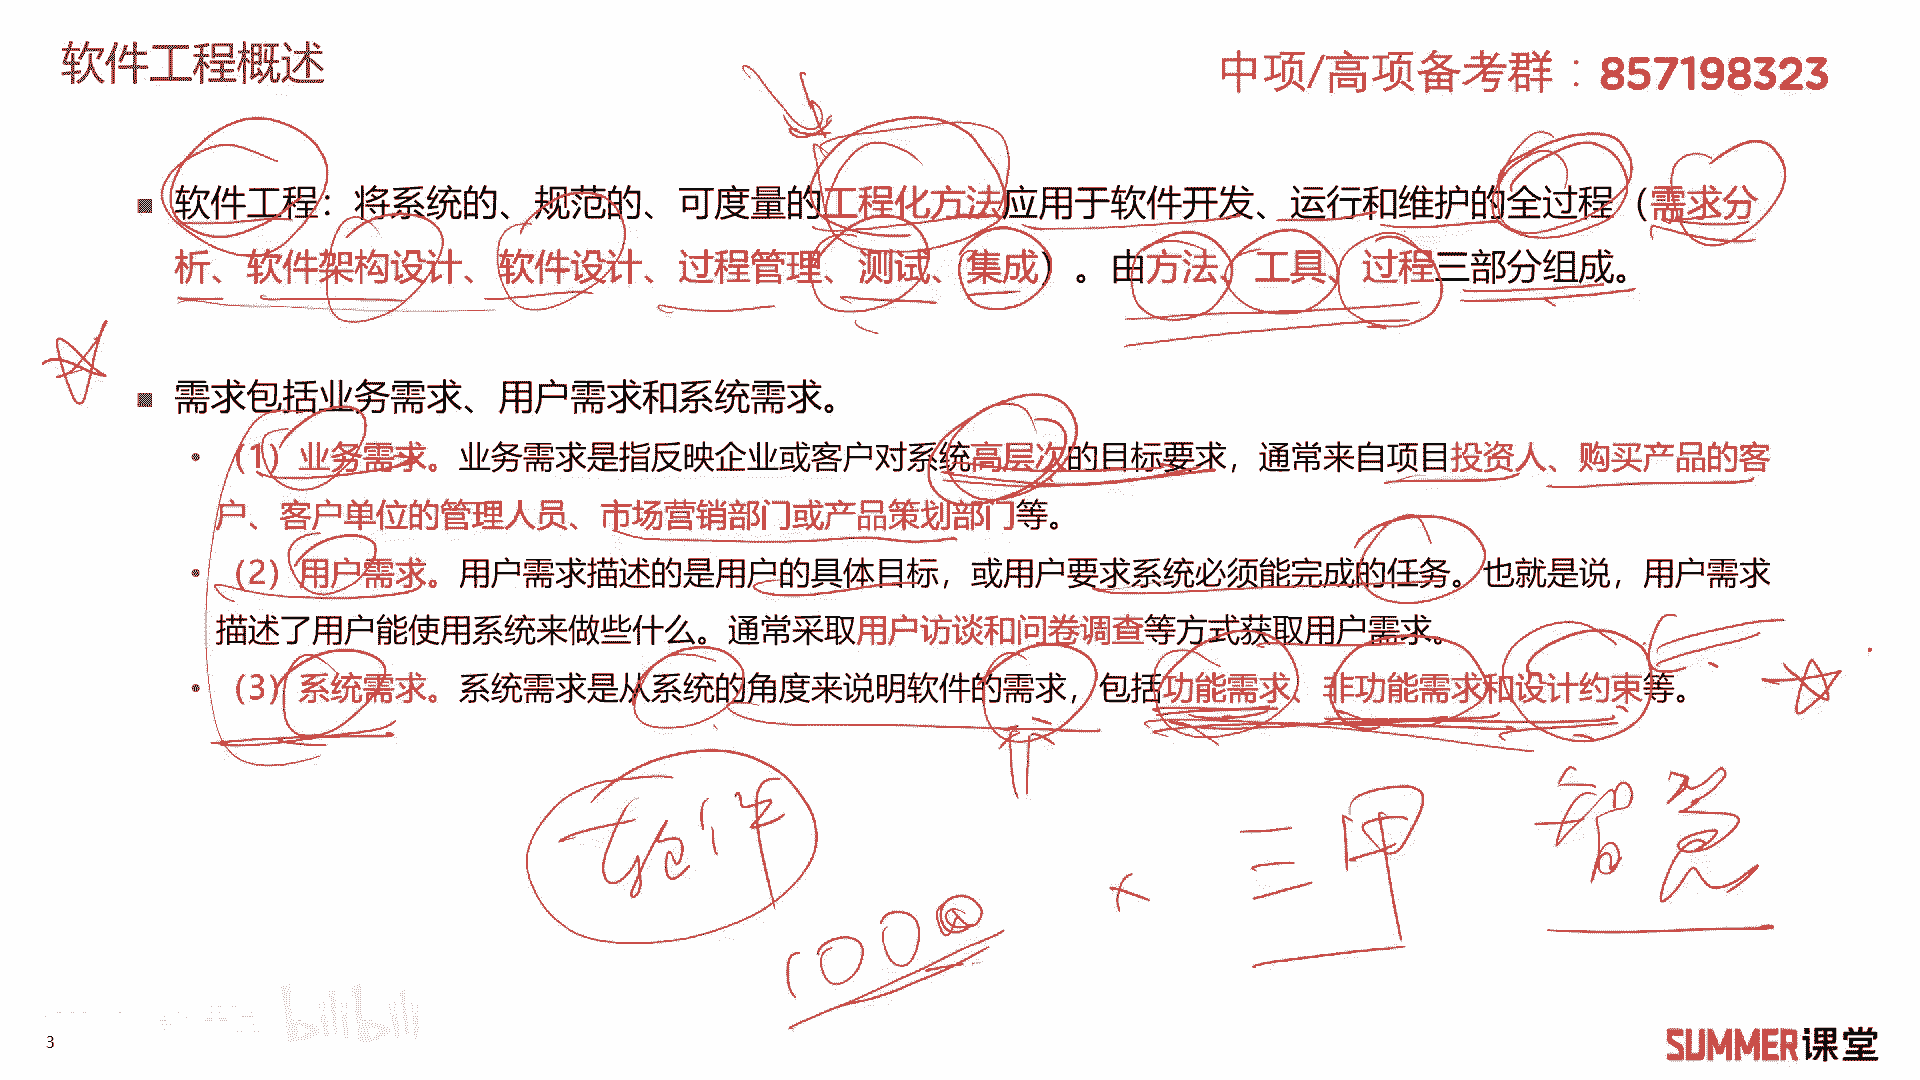 软件工程概述
中项/高项备考群：857198323
软件工程：将系统的、规范的、可度量的工程化方法应用于软件开发、运行和维护的全过程（需求分
析、软件架构设计、软件设计、过程管理、测试、集成）。由方法、工具、过程三部分组成。
需求包括业务需求、用户需求和系统需求。
（1）业务需求。业务需求是指反映企业或客户对系统高层次的目标要求，通常来自项目投资人、购买产品的客
户、客户单位的管理人员、市场营销部门或产品策划部门等。
（2）用户需求。用户需求描述的是用户的具体目标，或用户要求系统必须能完成的任务。也就是说，用户需求
描述了用户能使用系统来做些什么。通常采取用户访谈和问卷调查等方式获取用户需求。
（3）系统需求。系统需求是从系统的角度来说明软件的需求，包括功能需求、非功能需求和设计约束等。
软件
三甲
智慧
1000
bilibili
3
SUMMER课堂